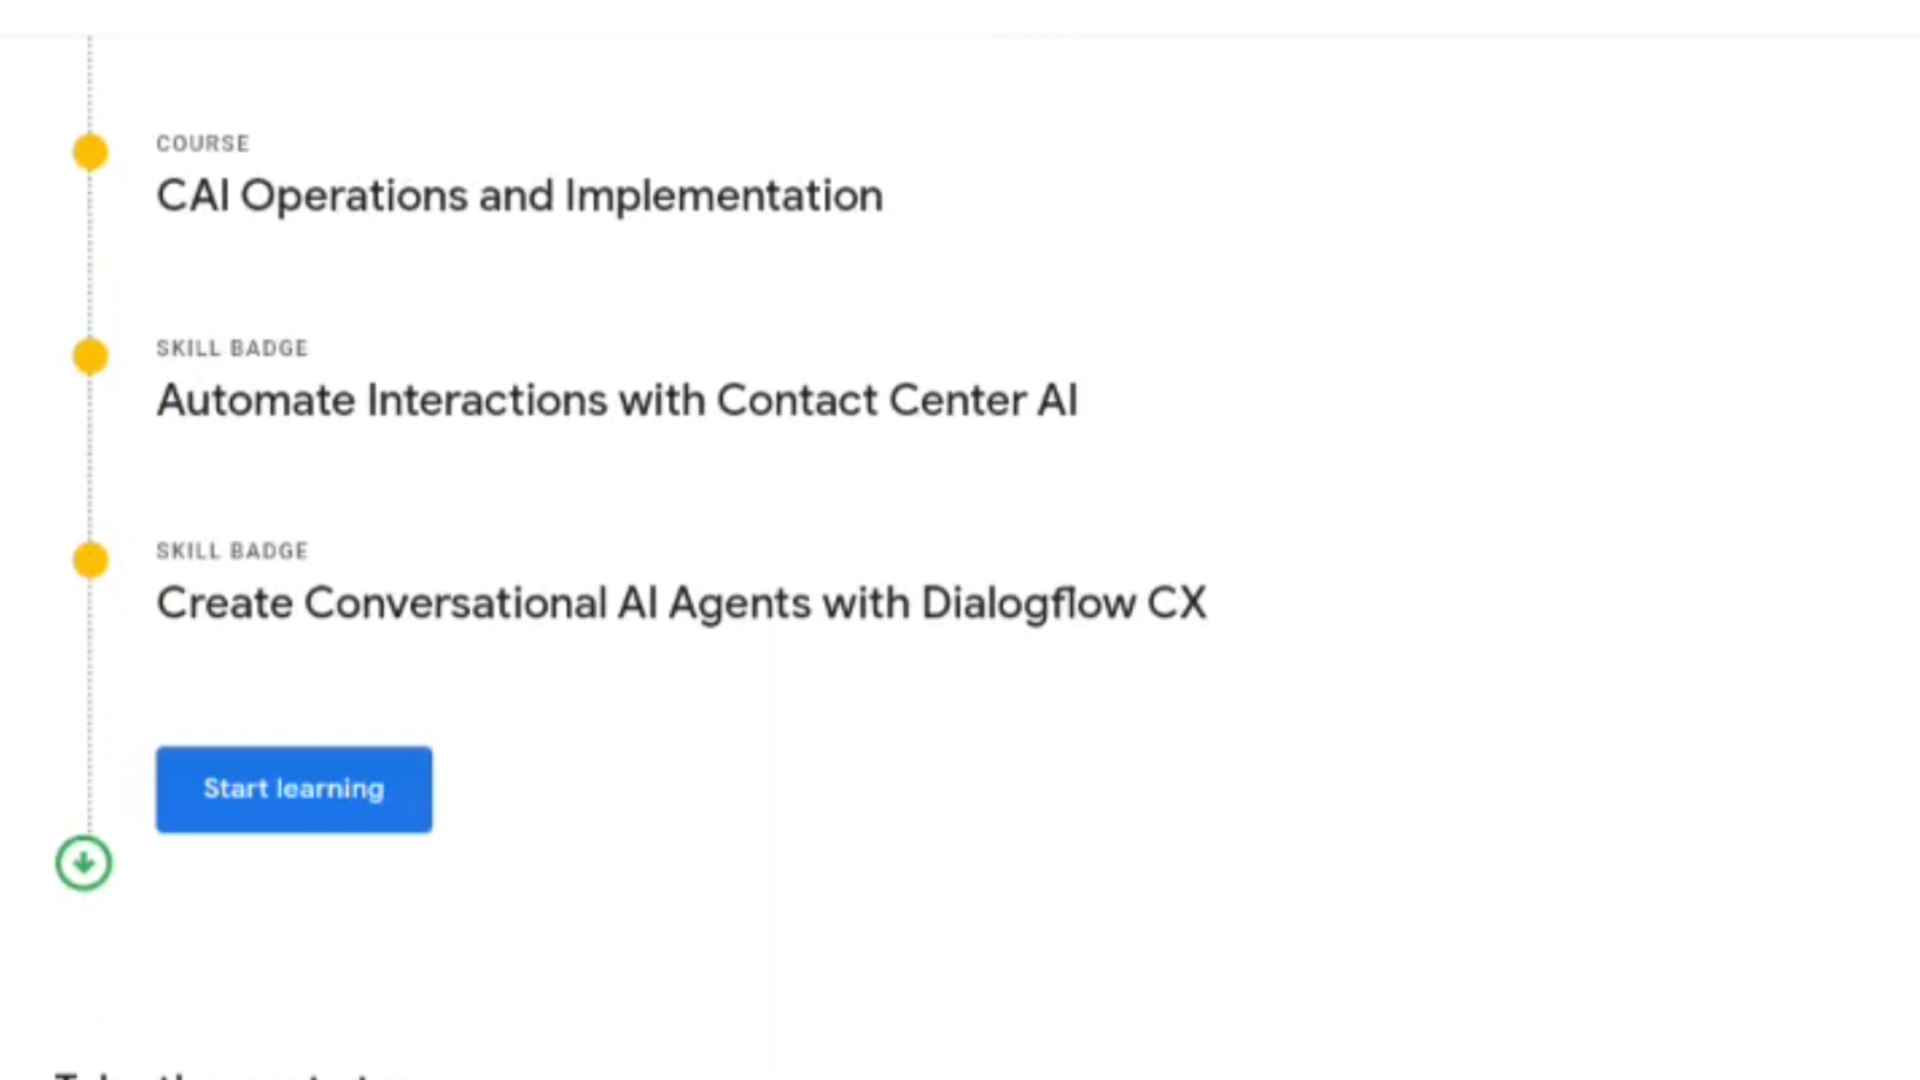 COURSE
CAI Operations and Implementation
SKILL BADGE
Automate Interactions with Contact Center AI
SKILL BADGE
Create Conversational AI Agents with Dialogflow CX
Start learning